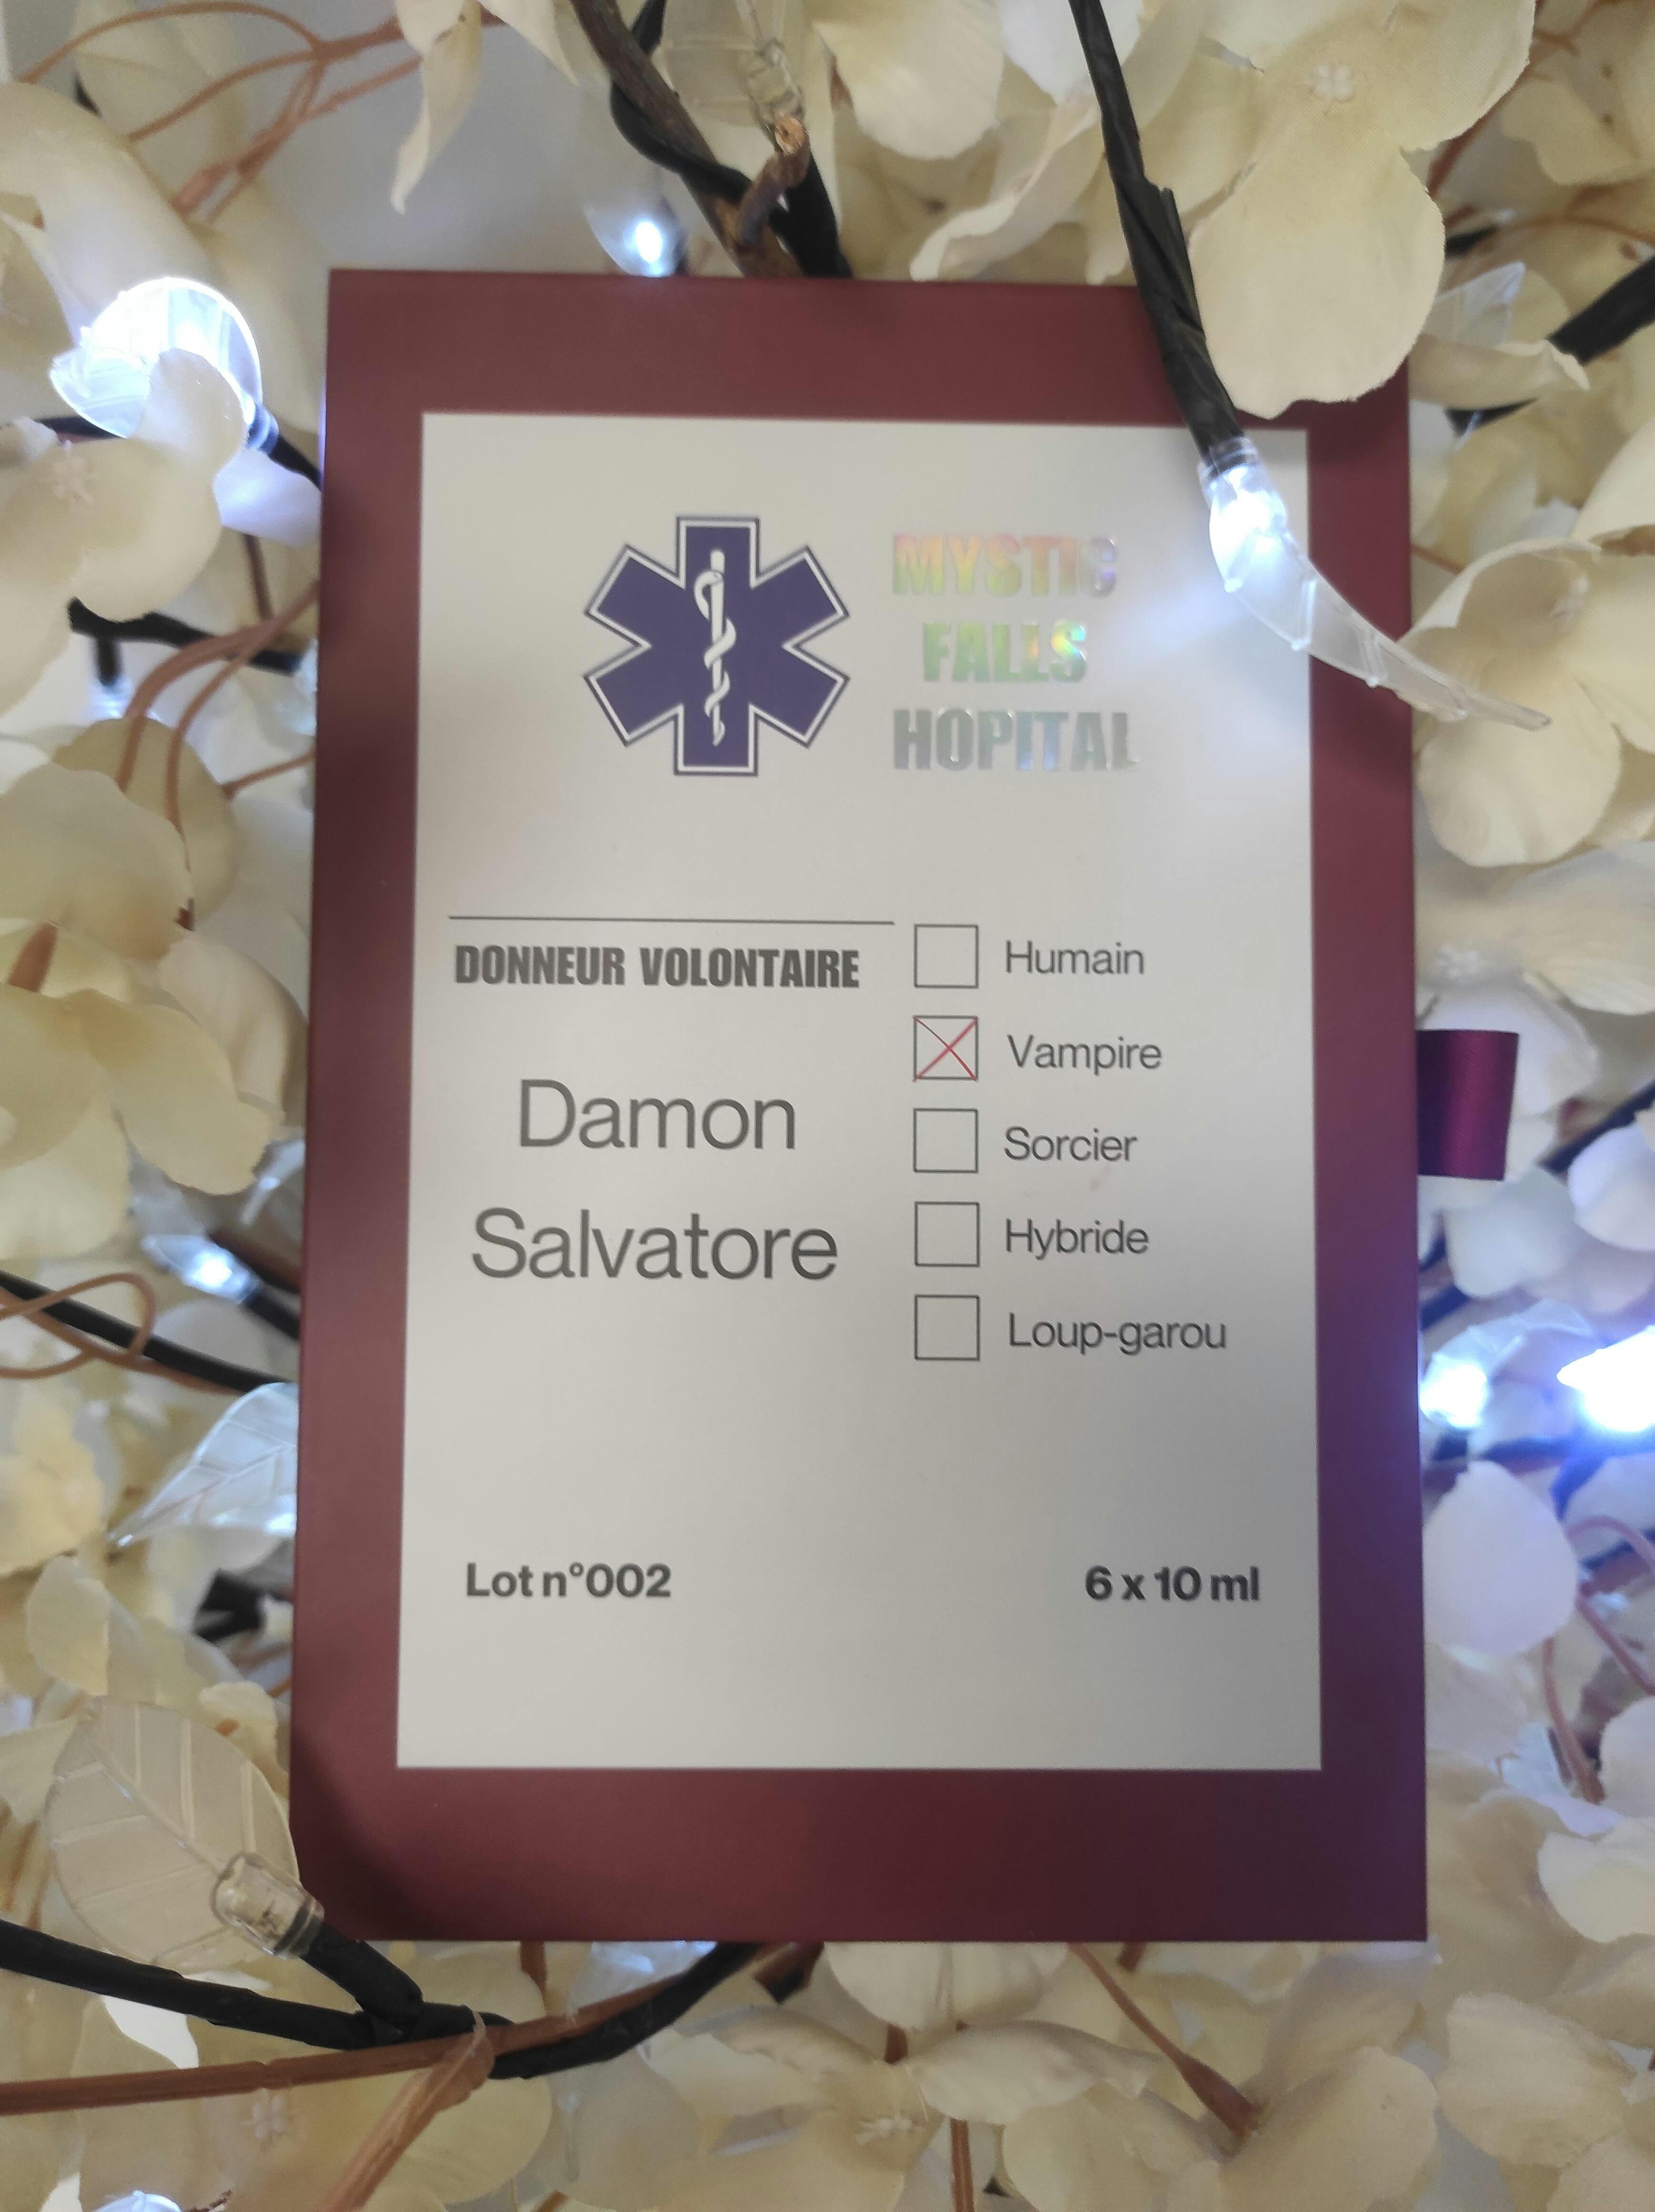 MYSTIC
FALLS
HOPITAL
DONNEUR VOLONTAIRE
Damon
Salvatore
Humain
Vampire
Sorcier
Hybride
Loup-garou
Lot n°002
6 x 10 ml